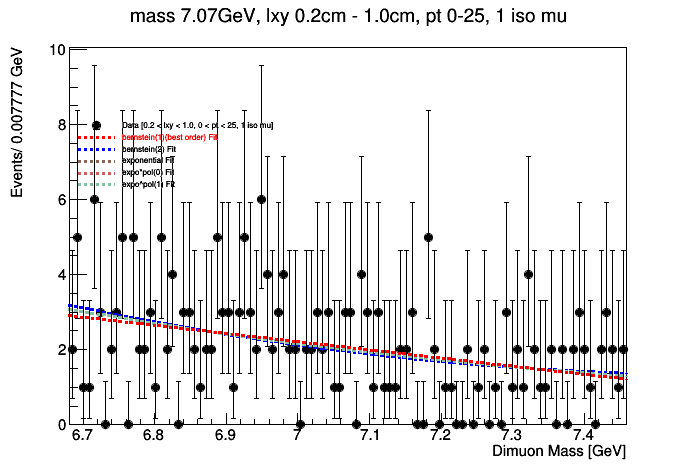 mass 7.07GeV, lxy 0.2cm - 1.0cm, pt 0-25, 1 iso mu
Events/ 0.007777 GeV
10
8
6
4
2
0
Data [0.2 < lxy < 1.0, 0 < pt < 25, 1 iso mu]
bernstein(1)(best order) Fit
bernstein(2) Fit
exponential Fit
expo*pol(0) Fit
expo*pol(1) Fit
6.7 6.8 6.9 7 7.1 7.2 7.3 7.4
Dimuon Mass [GeV]